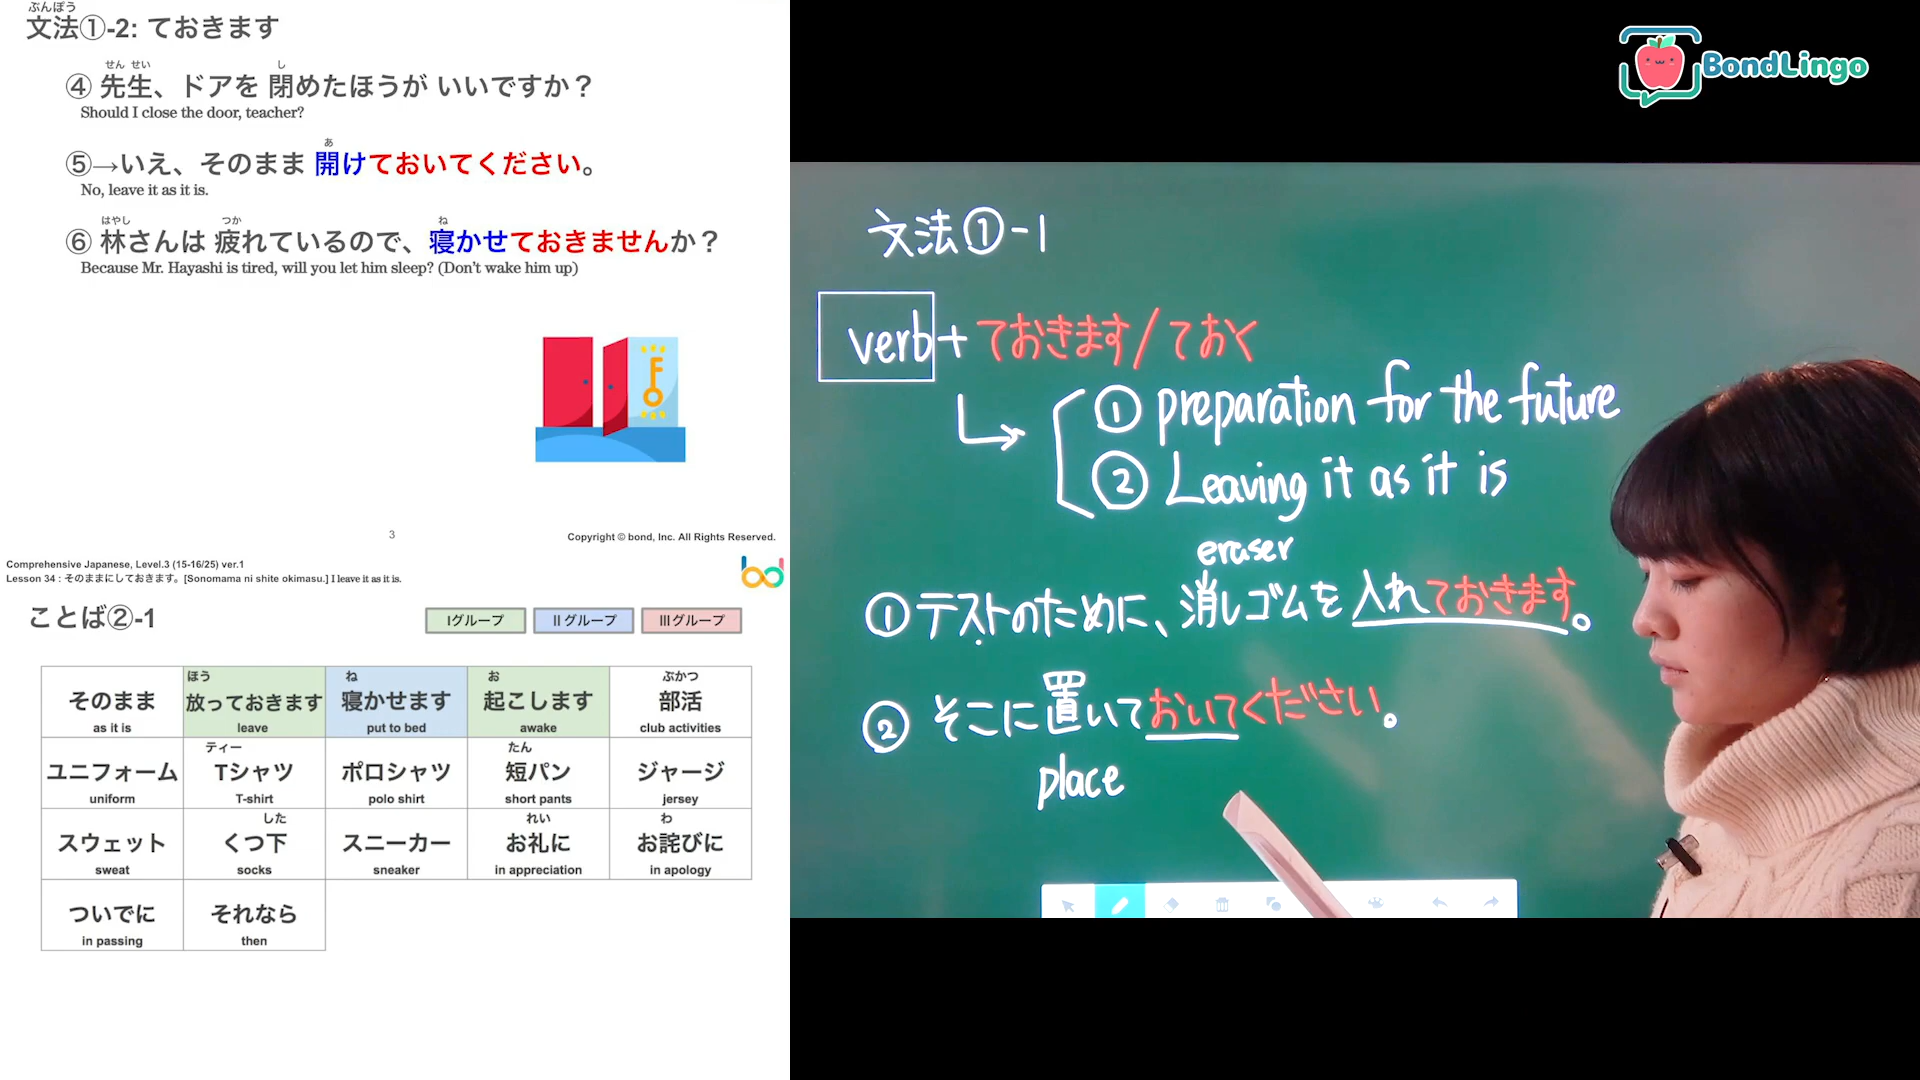 ぶんぽう
文法①-2: ておきます
せん せい し
④ 先生、ドアを 閉めたほうが いいですか？
Should I close the door, teacher?
あ
⑤→いえ、そのまま 開けておいてください。
No, leave it as it is.
はやし つか ね
⑥ 林さんは 疲れているので、寝かせておきませんか？
Because Mr. Hayashi is tired, will you let him sleep? (Don't wake him up)
3
Copyright © bond, Inc. All Rights Reserved.
Comprehensive Japanese, Level.3 (15-16/25) ver.1
Lesson 34 : そのままにしておきます。[Sonomama ni shite okimasu.] I leave it as it is.
ことば②-1
Iグループ IIグループ IIIグループ
ほう ね お ぶかつ
そのまま 放っておきます 寝かせます 起こします 部活
as it is leave put to bed awake club activities
ティー たん
ユニフォーム Tシャツ ポロシャツ 短パン ジャージ
uniform T-shirt polo shirt short pants jersey
した れい わ
スウェット くつ下 スニーカー お礼に お詫びに
sweat socks sneaker in appreciation in apology
ついでに それなら
in passing then
BondLingo
文法①-1
verb+ ておきます/ておく
① preparation for the future
② Leaving it as it is
eraser
①テストのために、消しゴムを入れておきます。
② そこに置いておいてください。
place